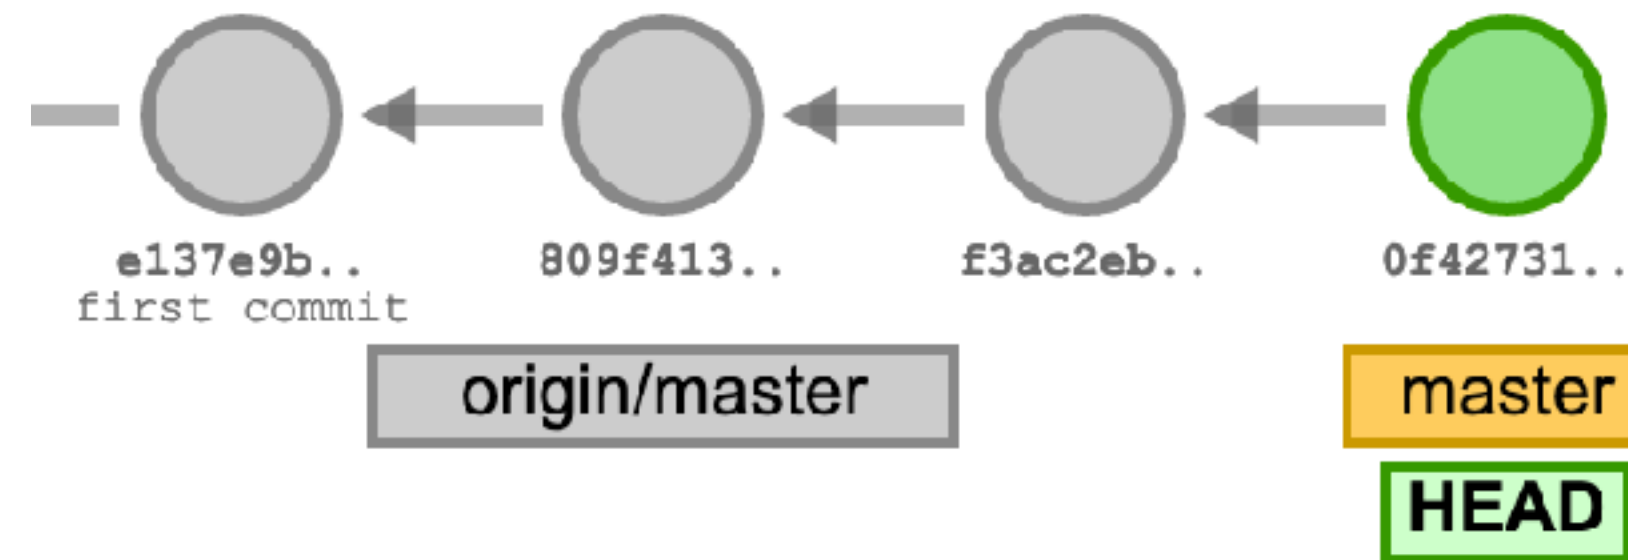 e137e9b.. 809f413.. f3ac2eb.. 0f42731..
first commit
origin/master master
HEAD